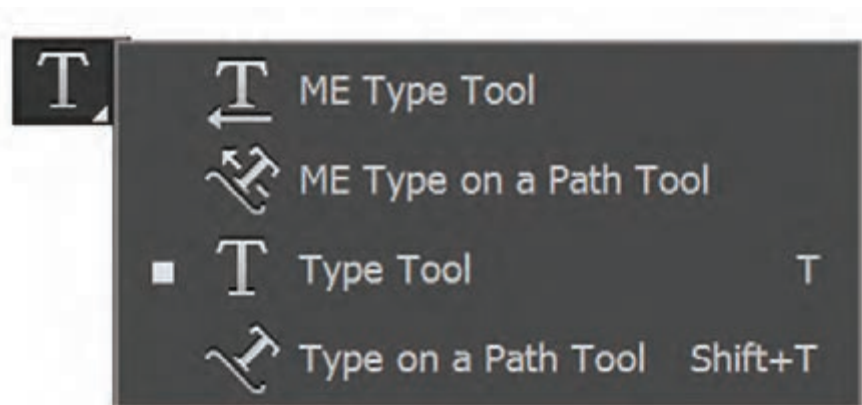 ME Type Tool
ME Type on a Path Tool
Type Tool T
Type on a Path Tool Shift+T